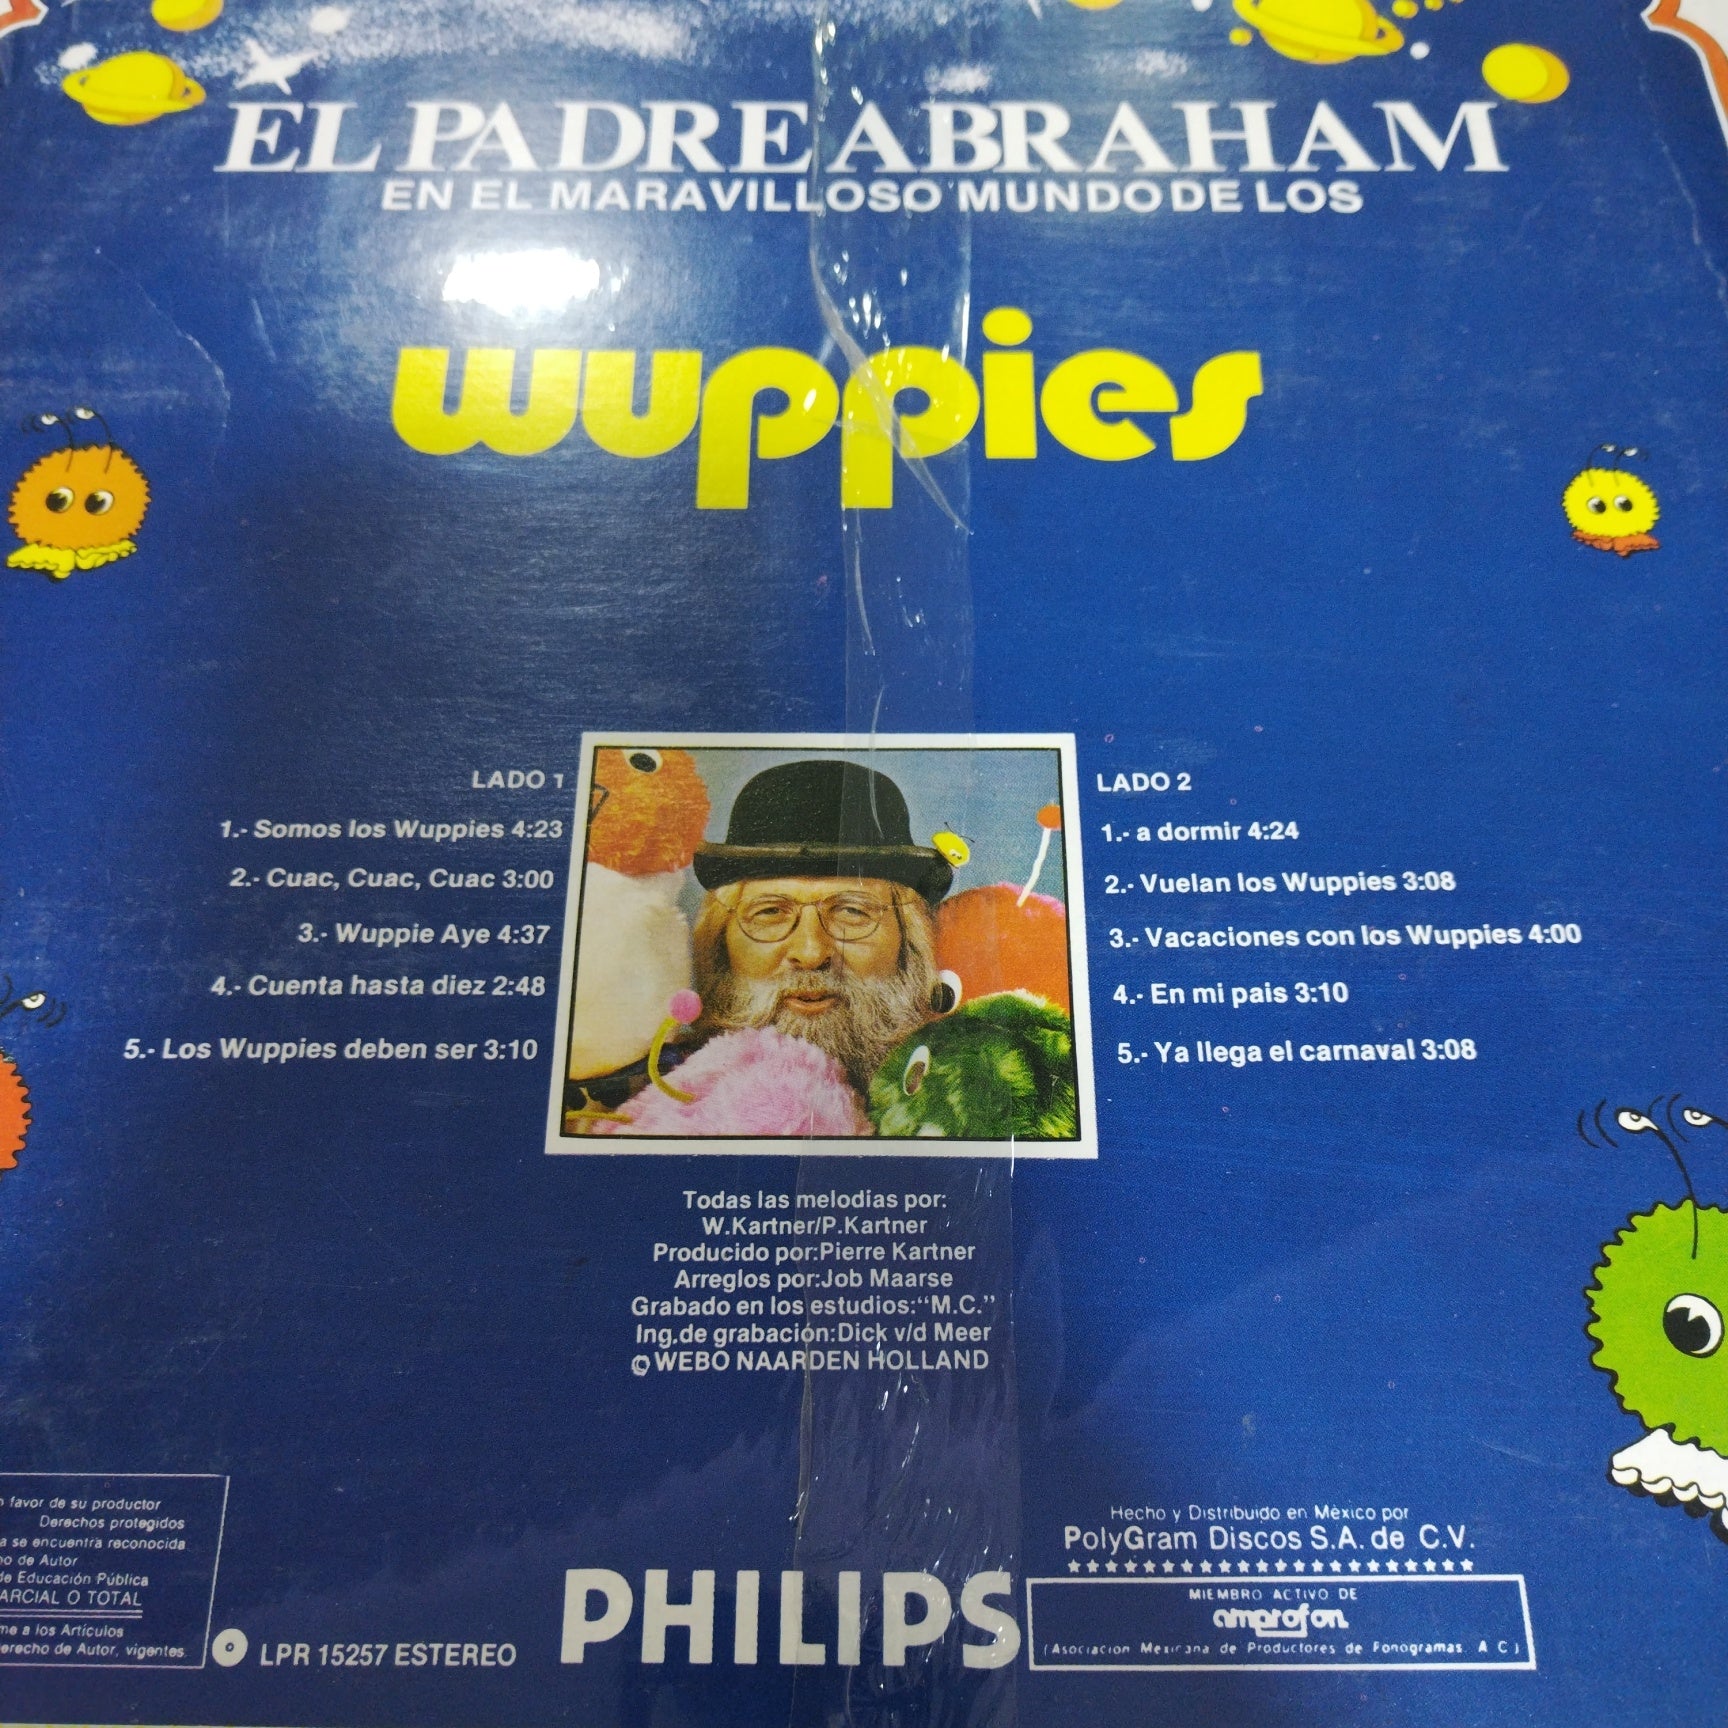 EL PADRE ABRAHAM
EN EL MARAVILLOSO MUNDO DE LOS
wuppies
LADO 1
1.- Somos los Wuppies 4:23
2.- Cuac, Cuac, Cuac 3:00
3.- Wuppie Aye 4:37
4.- Cuenta hasta diez 2:48
5.- Los Wuppies deben ser 3:10
LADO 2
1.- a dormir 4:24
2.- Vuelan los Wuppies 3:08
3.- Vacaciones con los Wuppies 4:00
4.- En mi pais 3:10
5.- Ya llega el carnaval 3:08
Todas las melodias por:
W.Kartner/P.Kartner
Producido por:Pierre Kartner
Arreglos por:Job Maarse
Grabado en los estudios:"M.C."
Ing.de grabación:Dick v/d Meer
©WEBO NAARDEN HOLLAND
favor de su productor
Derechos protegidos
se encuentra reconocida
de Autor
de Educación Pública
O TOTAL
a los Artículos
Derecho de Autor, vigentes.
LPR 15257 ESTEREO
PHILIPS
Hecho y Distribuido en México por
PolyGram Discos S.A. de C.V.
MIEMBRO ACTIVO DE
amprofon
(Asociacion Mexicana de Productores de Fonogramas. A C)